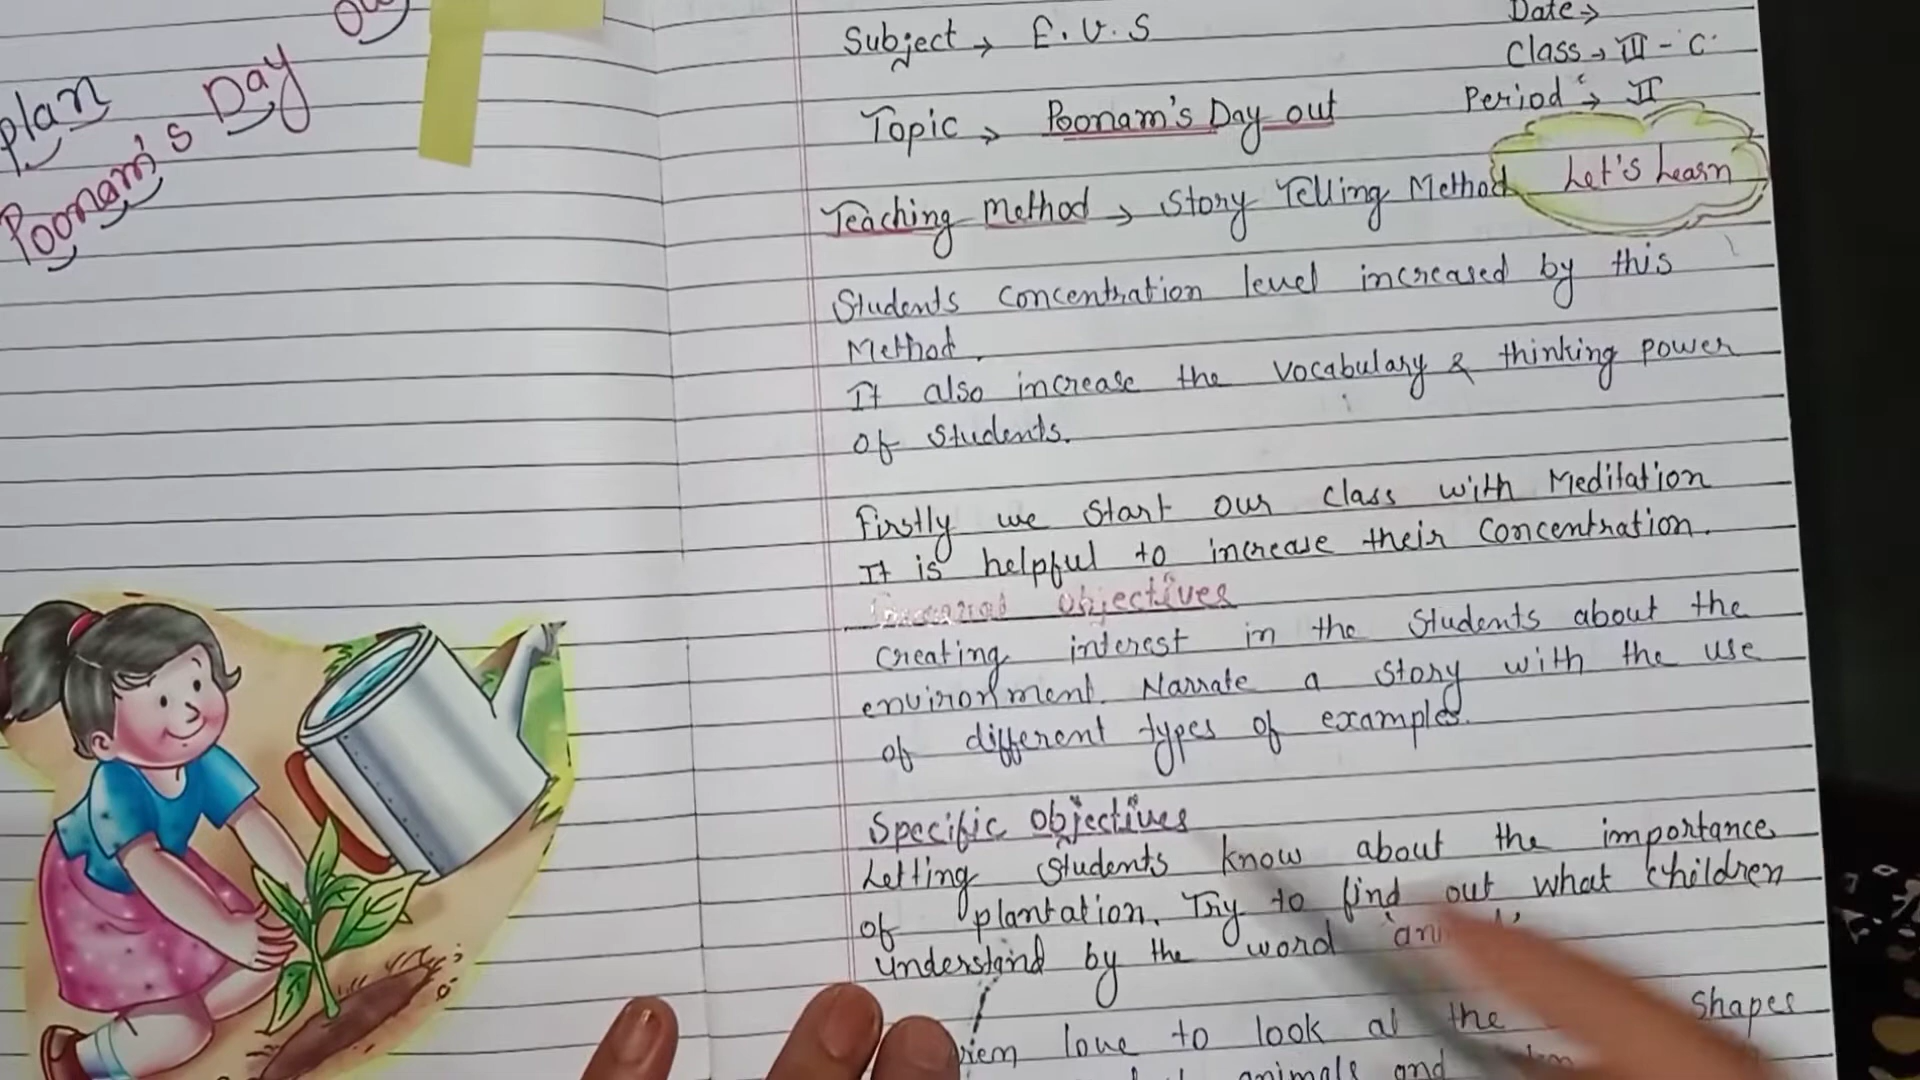 plan
Poonam's Day
Subject → E.V.S
Date →
Class → III - C
Period → II
Topic → Poonam's Day out
Teaching Method → Story Telling Method
Let's Learn
Students concentration level increased by this
Method.
It also increase the vocabulary & thinking power
of students.
Firstly we start our class with Meditation
It is helpful to increase their concentration.
objectives
creating interest in the students about the
environment. Narrate a story with the use
of different types of examples.
Specific objectives
Letting students know about the importance
of plantation. Try to find out what children
understand by the word
love to look at the shapes
animals and